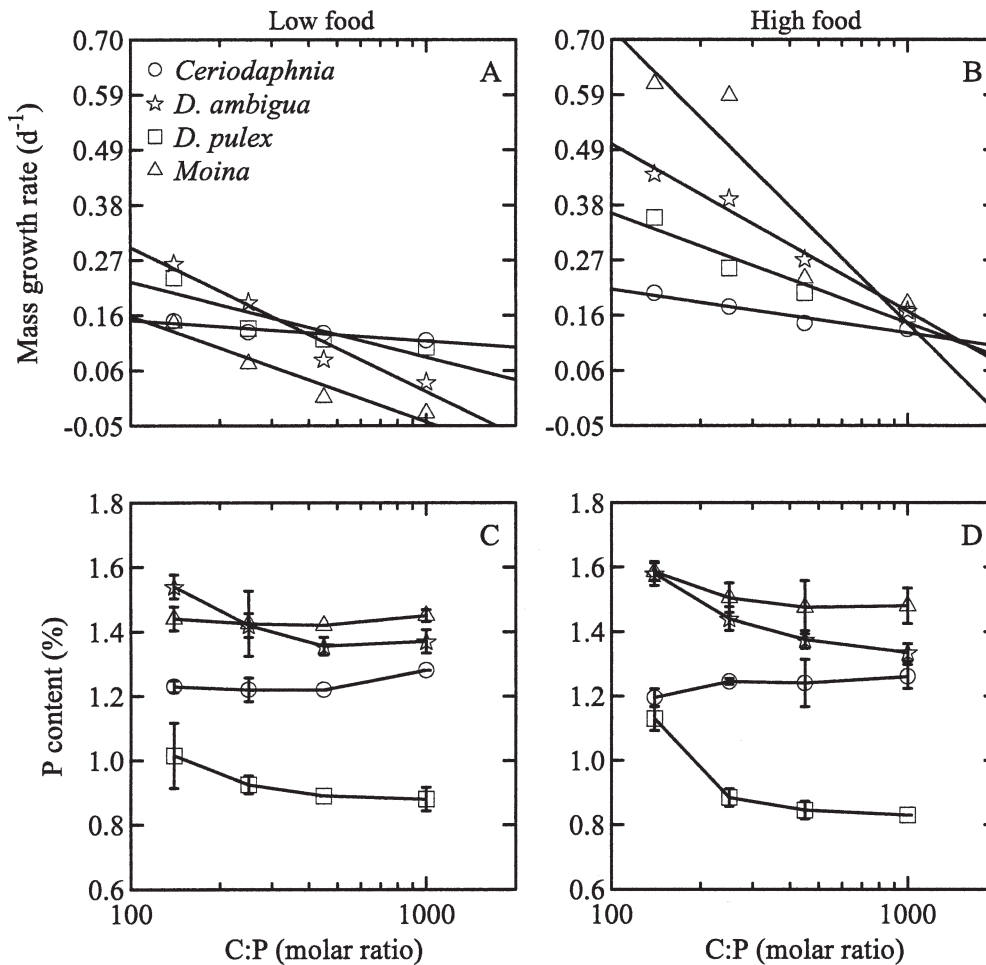 Low food
High food
Mass growth rate (d-1)
0.70
0.59
0.49
0.38
0.27
0.16
0.06
-0.05
Ceriodaphnia
D. ambigua
D. pulex
Moina
A
0.70
0.59
0.49
0.38
0.27
0.16
0.06
-0.05
B
P content (%)
1.8
1.6
1.4
1.2
1.0
0.8
0.6
C
100
1000
C:P (molar ratio)
1.8
1.6
1.4
1.2
1.0
0.8
0.6
D
100
1000
C:P (molar ratio)